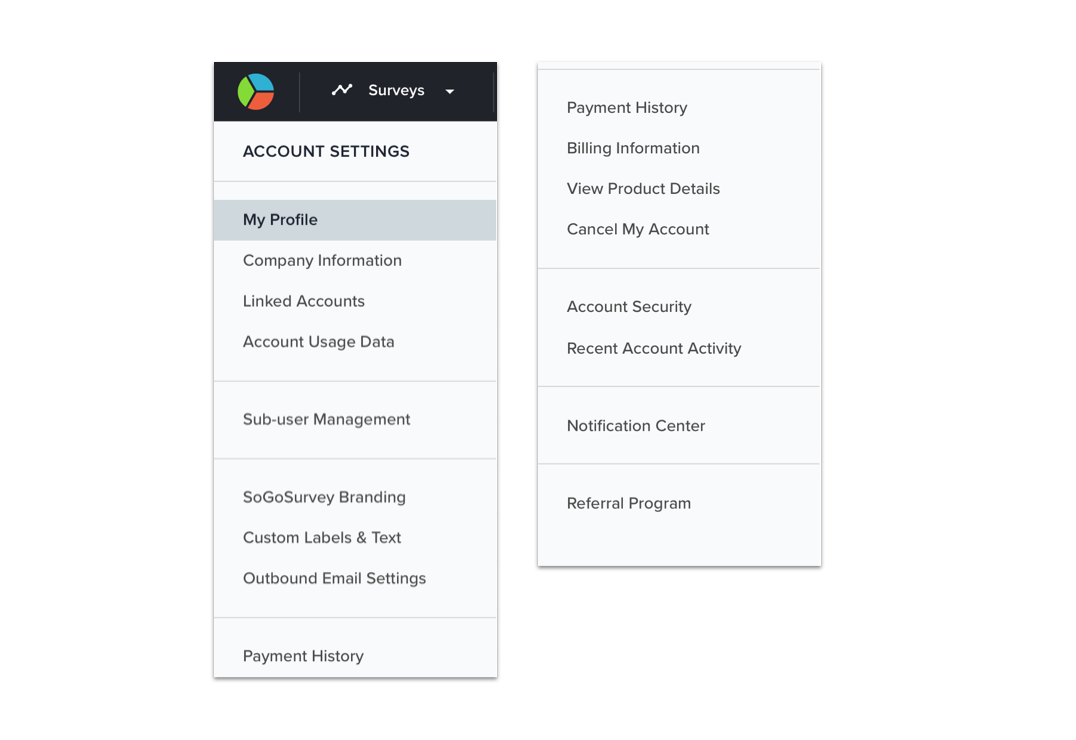 Surveys
ACCOUNT SETTINGS
My Profile
Company Information
Linked Accounts
Account Usage Data
Sub-user Management
SoGoSurvey Branding
Custom Labels & Text
Outbound Email Settings
Payment History
Payment History
Billing Information
View Product Details
Cancel My Account
Account Security
Recent Account Activity
Notification Center
Referral Program